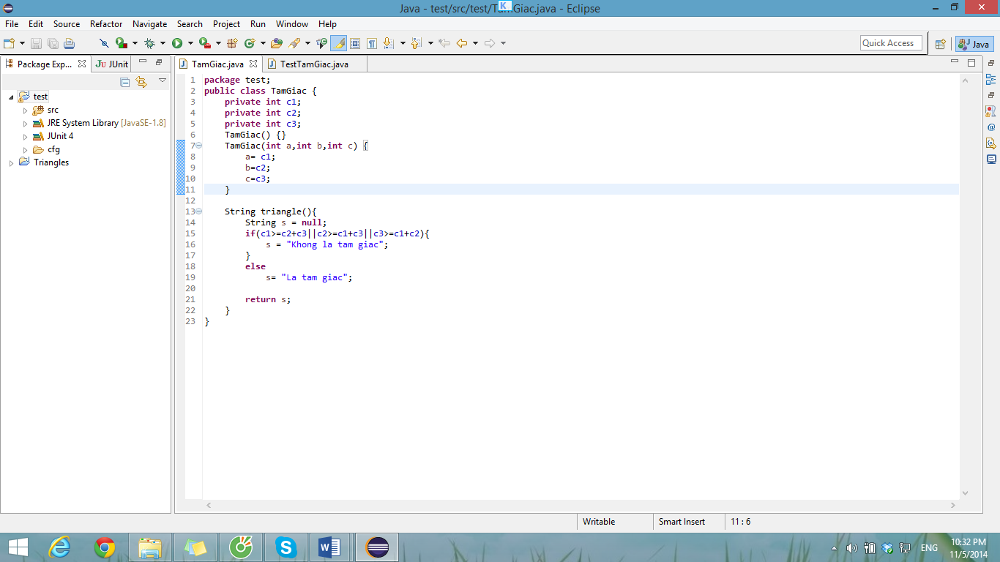 Java - test/src/test/TamGiac.java - Eclipse
K
File Edit Source Refactor Navigate Search Project Run Window Help
Quick Access
Java
Package Exp...
JU JUnit
TamGiac.java
TestTamGiac.java
test
src
JRE System Library [JavaSE-1.8]
JUnit 4
cfg
Triangles
1 package test;
2 public class TamGiac {
3 private int c1;
4 private int c2;
5 private int c3;
6 TamGiac() {}
7 TamGiac(int a,int b,int c) {
8 a= c1;
9 b=c2;
10 c=c3;
11 }
12
13 String triangle(){
14 String s = null;
15 if(c1>=c2+c3||c2>=c1+c3||c3>=c1+c2){
16 s = "Khong la tam giac";
17 }
18 else
19 s= "La tam giac";
20
21 return s;
22 }
23 }
Writable
Smart Insert
11 : 6
ENG
10:32 PM
11/5/2014